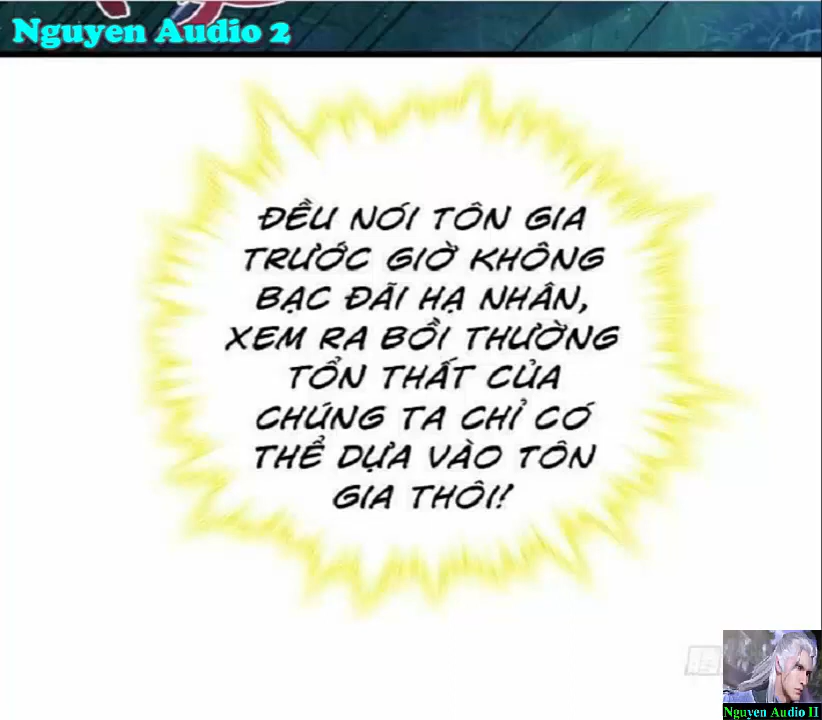 Nguyen Audio 2
ĐỀU NÓI TÔN GIA
TRƯỚC GIỜ KHÔNG
BẠC ĐÃI HẠ NHÂN,
XEM RA BỒI THƯỜNG
TỔN THẤT CỦA
CHÚNG TA CHỈ CÓ
THỂ DỰA VÀO TÔN
GIA THÔI!
Nguyen Audio II